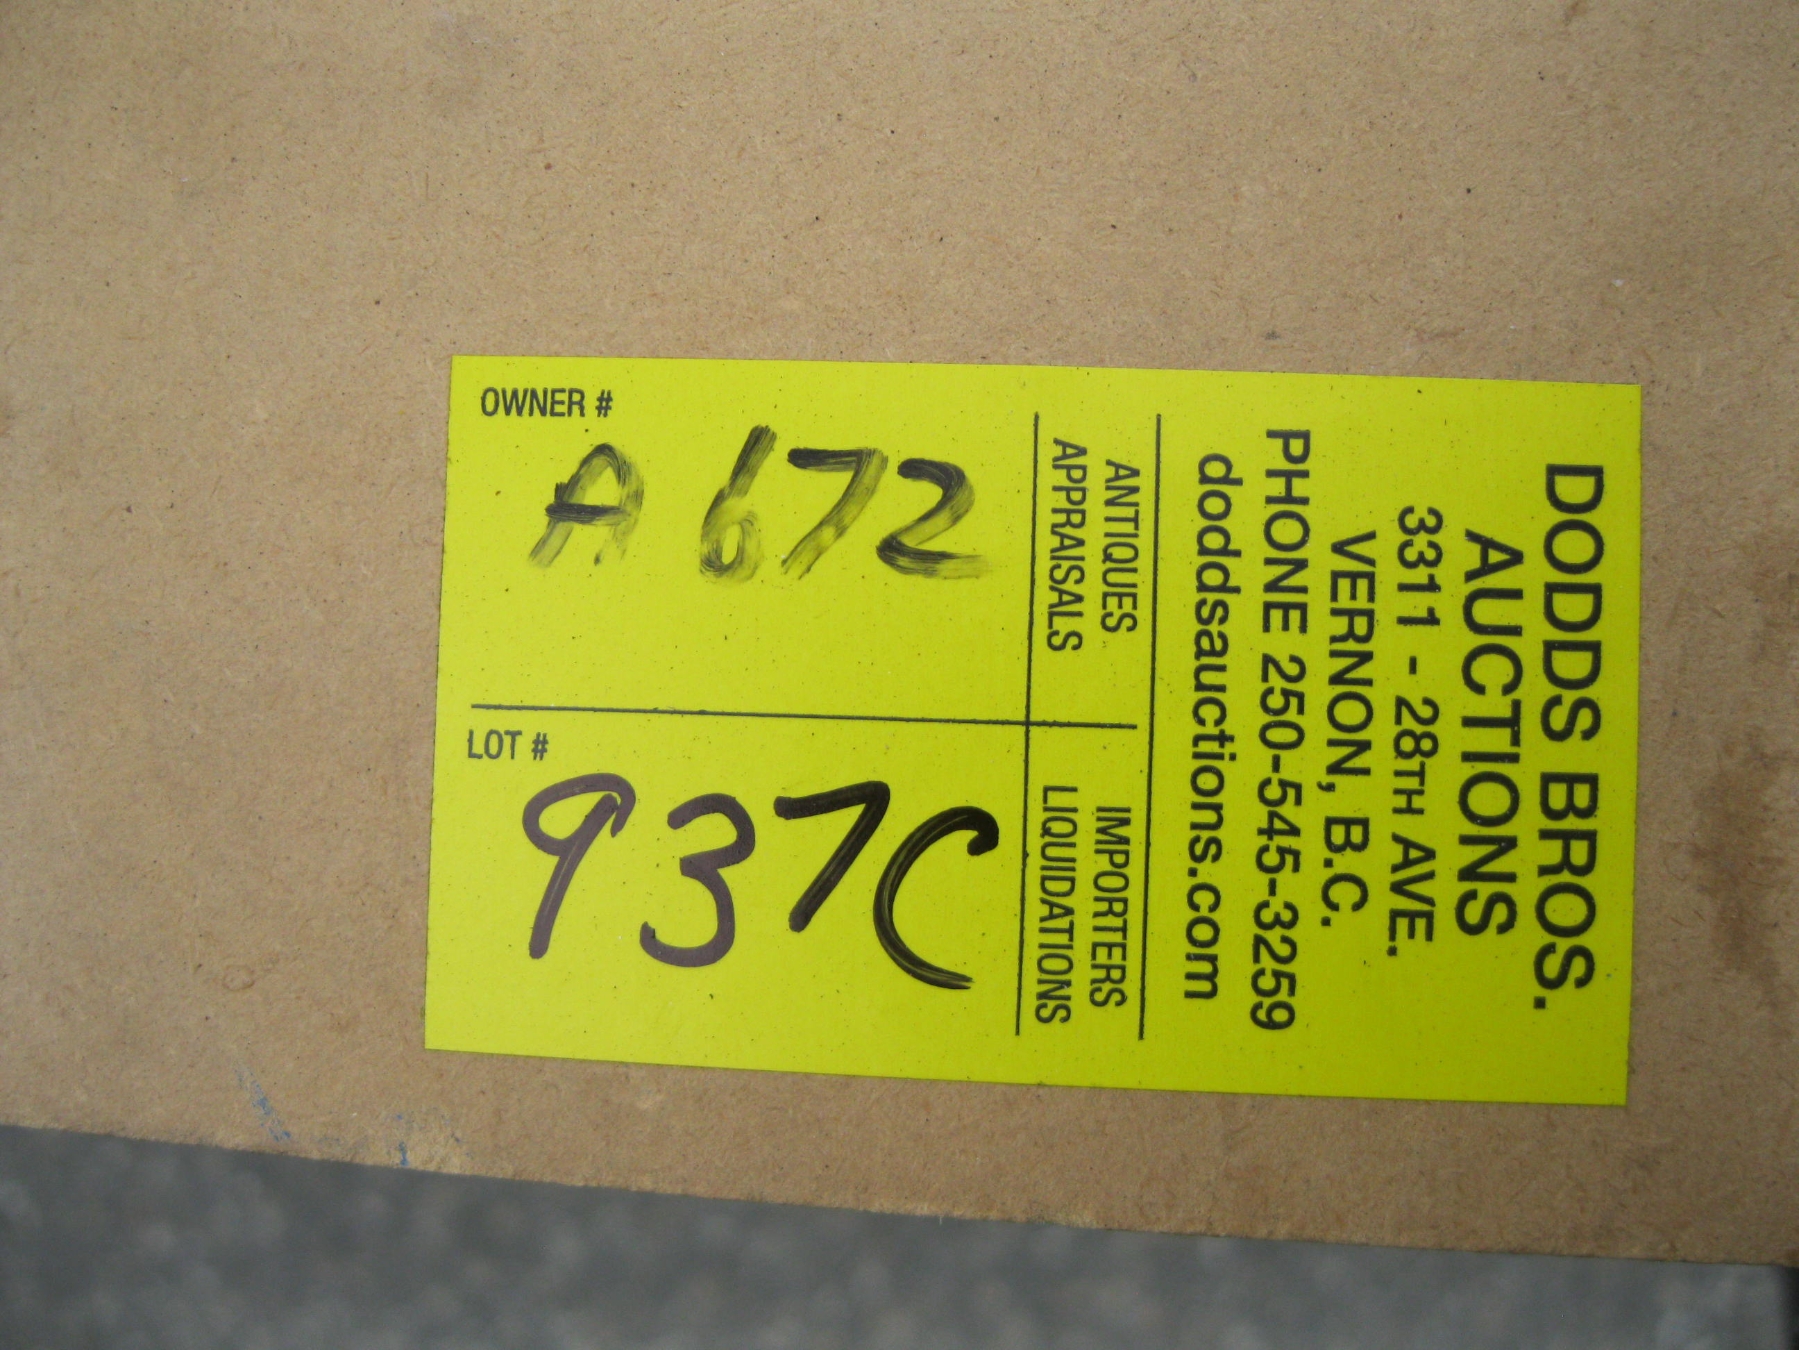 DODDS BROS.
AUCTIONS
3311 - 28TH AVE.
VERNON, B.C.
PHONE 250-545-3259
doddsauctions.com
ANTIQUES
APPRAISALS
IMPORTERS
LIQUIDATIONS
OWNER #
A 672
LOT #
937C